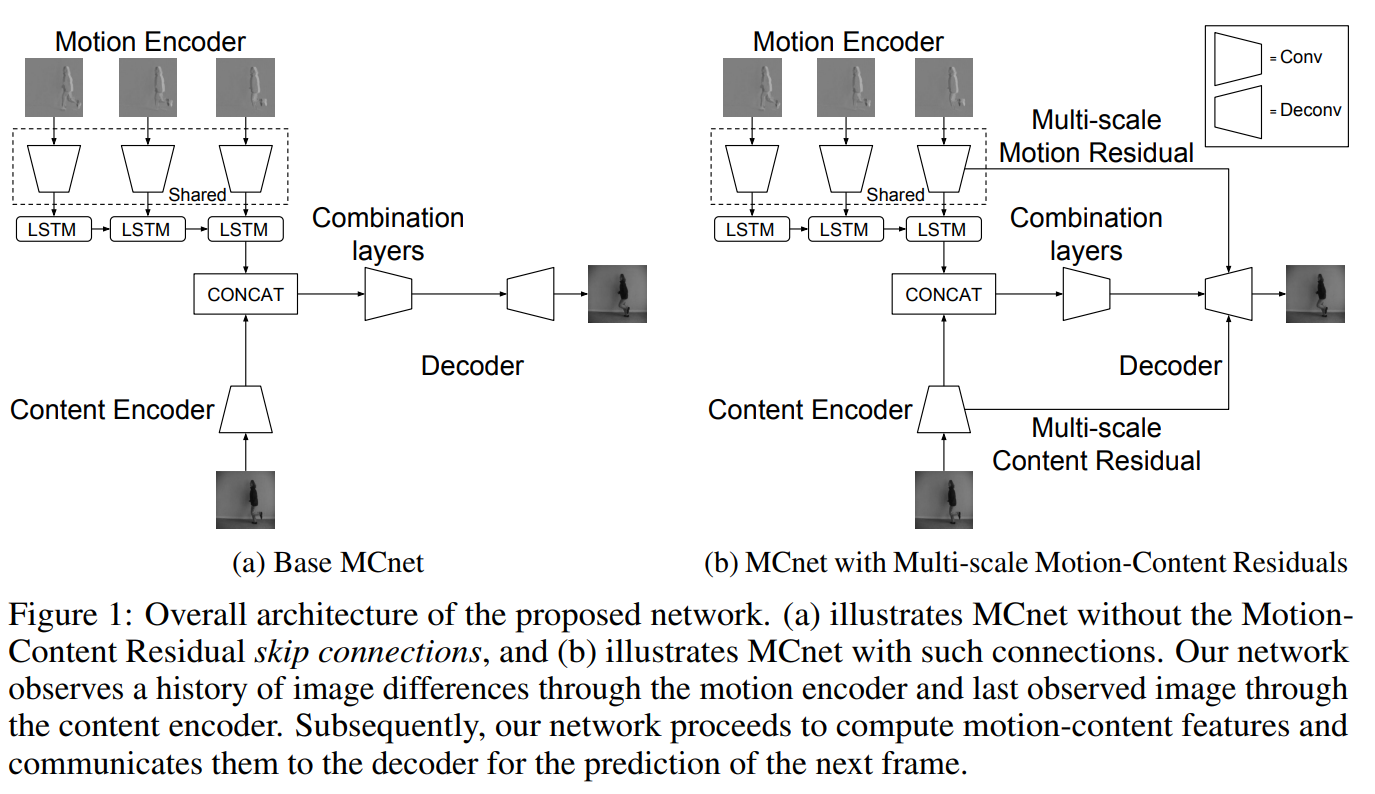 Motion Encoder
Shared
LSTM
LSTM
LSTM
Combination
layers
CONCAT
Decoder
Content Encoder
(a) Base MCnet
Motion Encoder
= Conv
= Deconv
Multi-scale
Motion Residual
Shared
LSTM
LSTM
LSTM
Combination
layers
CONCAT
Decoder
Content Encoder
Multi-scale
Content Residual
(b) MCnet with Multi-scale Motion-Content Residuals
Figure 1: Overall architecture of the proposed network. (a) illustrates MCnet without the Motion-
Content Residual skip connections, and (b) illustrates MCnet with such connections. Our network
observes a history of image differences through the motion encoder and last observed image through
the content encoder. Subsequently, our network proceeds to compute motion-content features and
communicates them to the decoder for the prediction of the next frame.